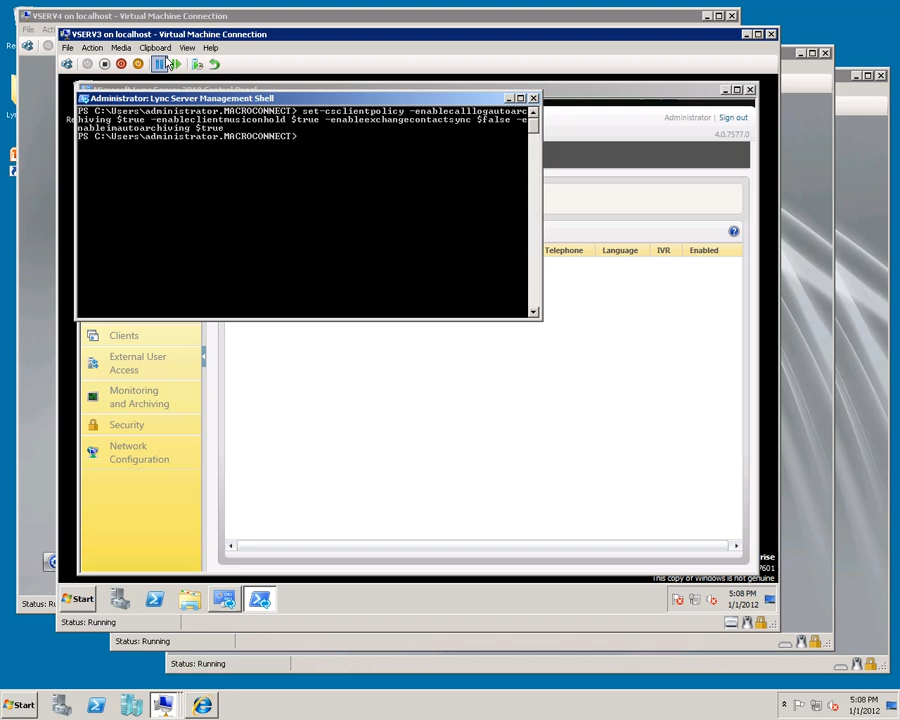 VSERV4 on localhost - Virtual Machine Connection
File
VSERV3 on localhost - Virtual Machine Connection
File Action Media Clipboard View Help
Administrator: Lync Server Management Shell
PS C:\Users\administrator.MACROCONNECT> set-csclientpolicy -enablecalllogautoarc
hiving $true -enableclientmusiconhold $true -enableexchangecontactsync $false -e
nableimautoarchiving $true
PS C:\Users\administrator.MACROCONNECT>
Administrator | Sign out
4.0.7577.0
Telephone Language IVR Enabled
Clients
External User
Access
Monitoring
and Archiving
Security
Network
Configuration
rise
7601
This copy of Windows is not genuine
Start
5:08 PM
1/1/2012
Status: Running
Status: Running
Status: Running
Start
5:08 PM
1/1/2012